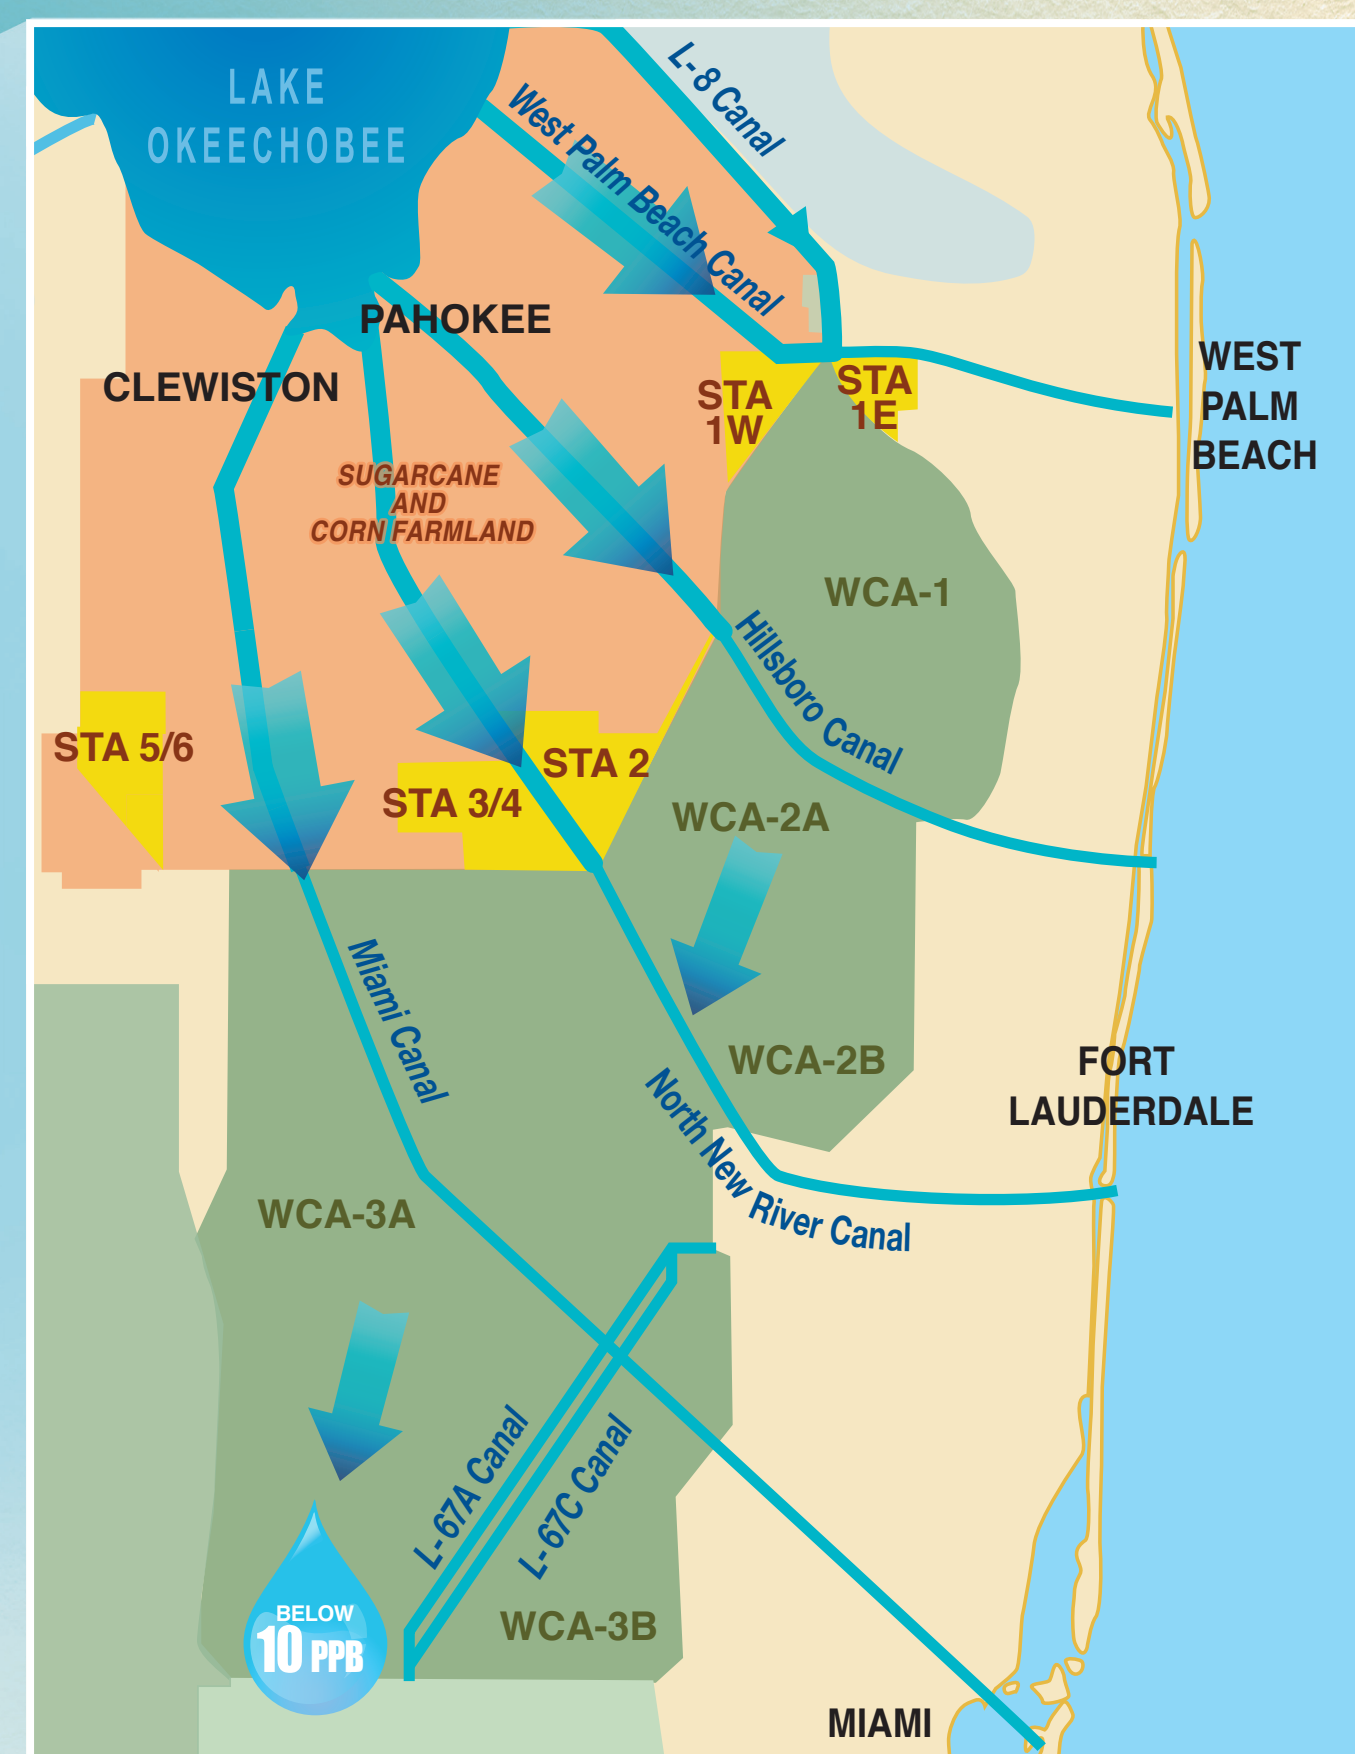 LAKE
OKEECHOBEE
L-8 Canal
West Palm Beach Canal
PAHOKEE
CLEWISTON
WEST
PALM
BEACH
STA
1W
STA
1E
SUGARCANE
AND
CORN FARMLAND
WCA-1
Hillsboro Canal
STA 5/6
STA 2
STA 3/4
WCA-2A
Miami Canal
WCA-2B
FORT
LAUDERDALE
North New River Canal
WCA-3A
L-67A Canal
L-67C Canal
BELOW
10 PPB
WCA-3B
MIAMI